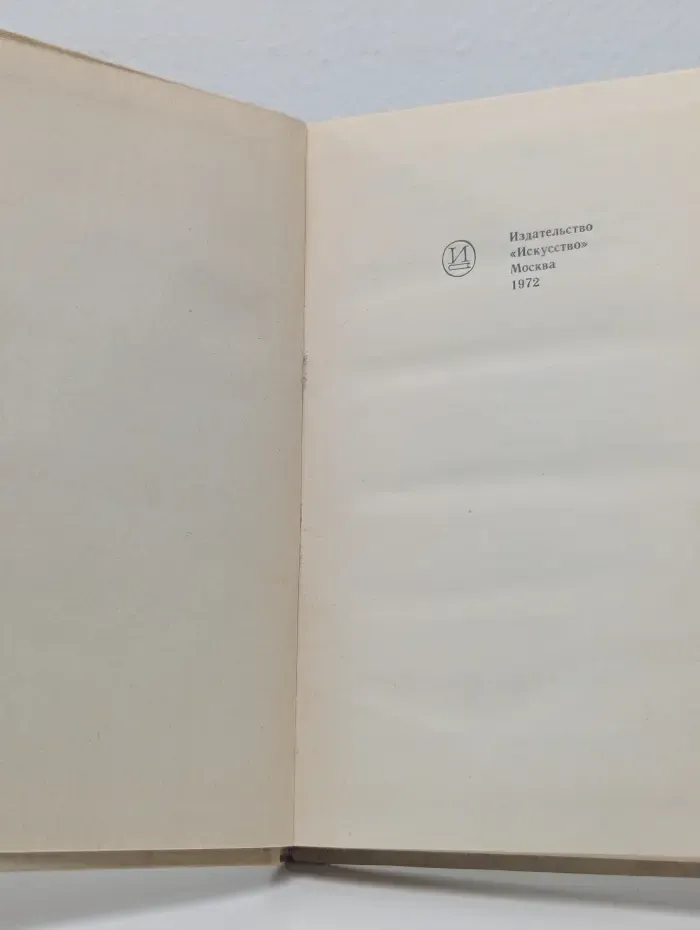 И
Издательство
«Искусство»
Москва
1972